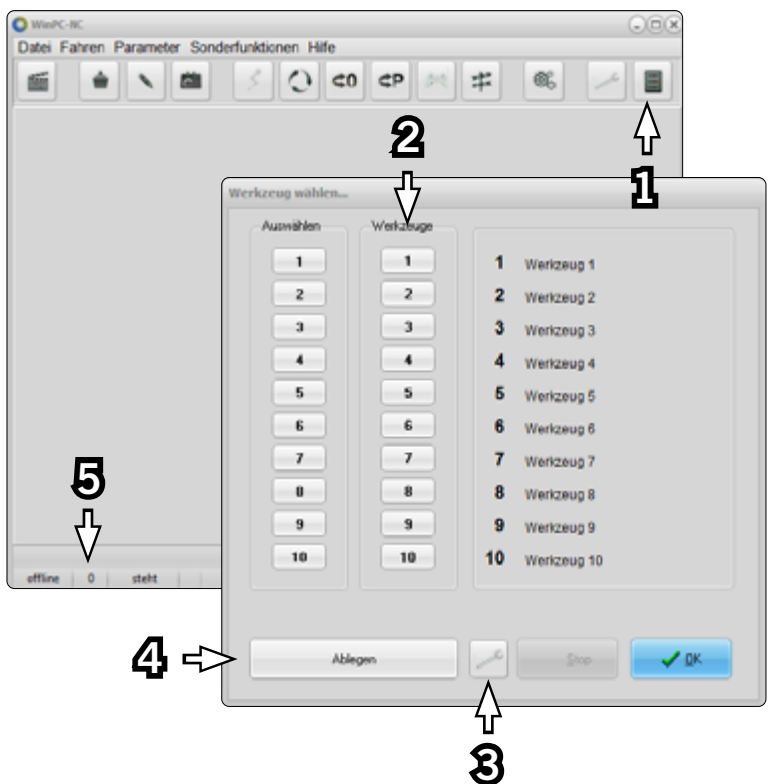 WinPC-NC
Datei Fahren Parameter Sonderfunktionen Hilfe
0 P
1
2
Werkzeug wählen...
Auswählen Werkzeuge
1 1 1 Werkzeug 1
2 2 2 Werkzeug 2
3 3 3 Werkzeug 3
4 4 4 Werkzeug 4
5 5 5 Werkzeug 5
6 6 6 Werkzeug 6
7 7 7 Werkzeug 7
8 8 8 Werkzeug 8
9 9 9 Werkzeug 9
10 10 10 Werkzeug 10
5
offline 0 steht
4
Ablegen Stop OK
3